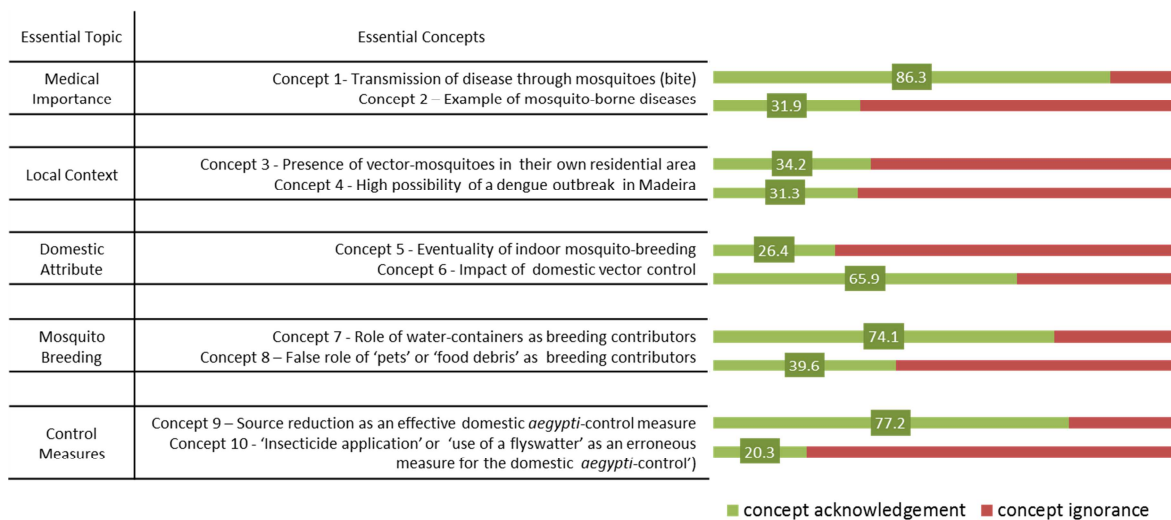 Essential Topic Essential Concepts
Medical Importance
Concept 1- Transmission of disease through mosquitoes (bite) 86.3
Concept 2 – Example of mosquito-borne diseases 31.9
Local Context
Concept 3 - Presence of vector-mosquitoes in their own residential area 34.2
Concept 4 - High possibility of a dengue outbreak in Madeira 31.3
Domestic Attribute
Concept 5 - Eventuality of indoor mosquito-breeding 26.4
Concept 6 - Impact of domestic vector control 65.9
Mosquito Breeding
Concept 7 - Role of water-containers as breeding contributors 74.1
Concept 8 – False role of ‘pets’ or ‘food debris’ as breeding contributors 39.6
Control Measures
Concept 9 – Source reduction as an effective domestic aegypti-control measure 77.2
Concept 10 - ‘Insecticide application’ or ‘use of a flyswatter’ as an erroneous
measure for the domestic aegypti-control’) 20.3
concept acknowledgement concept ignorance